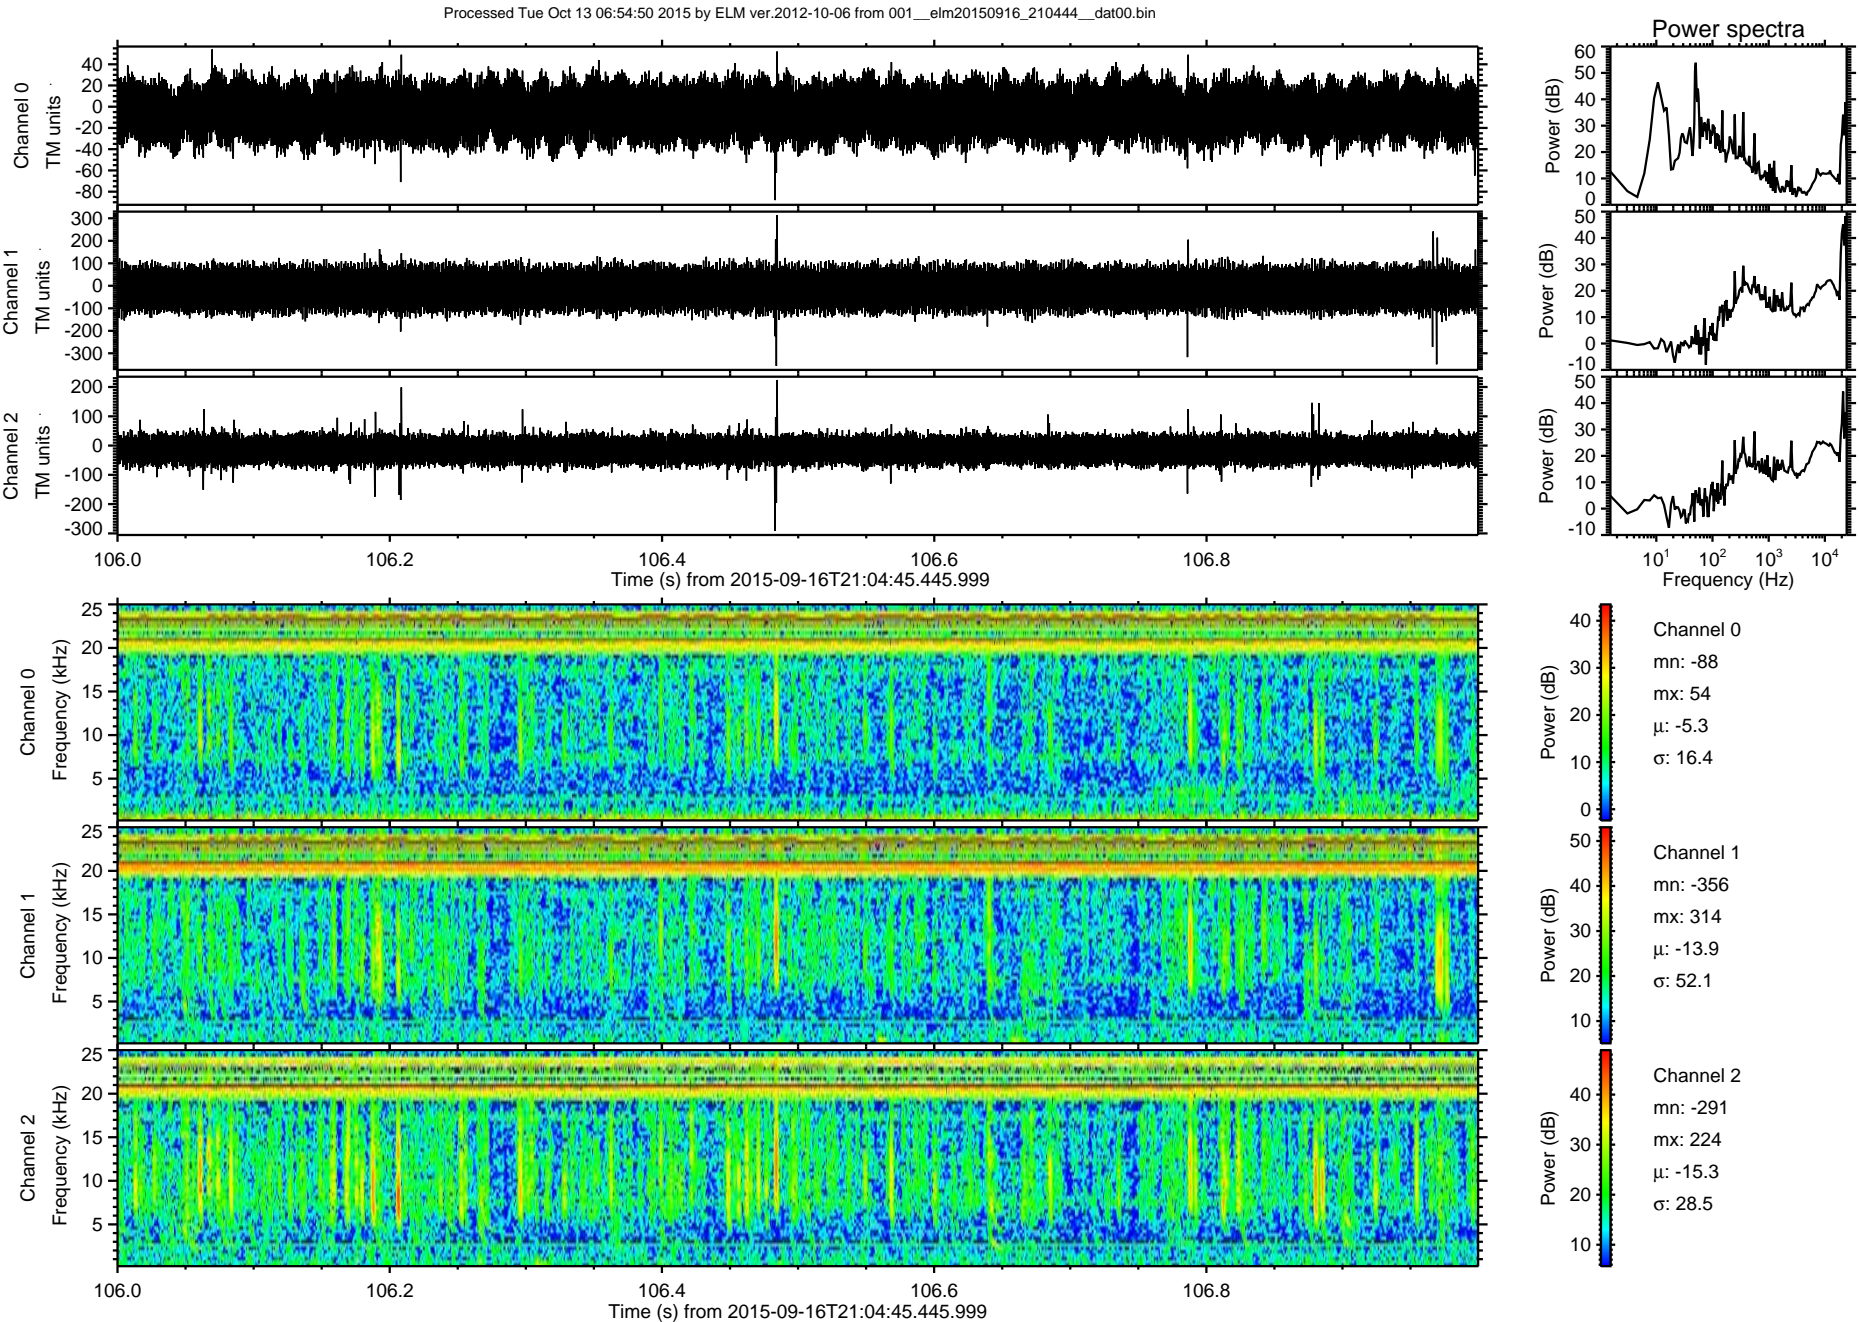 Processed Tue Oct 13 06:54:50 2015 by ELM ver.2012-10-06 from 001__elm20150916_210444__dat00.bin
Power spectra
Channel 0
TM units
40
20
0
-20
-40
-60
-80
Power (dB)
60
50
40
30
20
10
0
Channel 1
TM units
300
200
100
0
-100
-200
-300
Power (dB)
50
40
30
20
10
0
-10
Channel 2
TM units
200
100
0
-100
-200
-300
Power (dB)
50
40
30
20
10
0
-10
106.0 106.2 106.4 106.6 106.8
Time (s) from 2015-09-16T21:04:45.445.999
10¹ 10² 10³ 10⁴
Frequency (Hz)
Channel 0
Frequency (kHz)
25
20
15
10
5
Power (dB)
40
30
20
10
0
Channel 0
mn: -88
mx: 54
μ: -5.3
σ: 16.4
Channel 1
Frequency (kHz)
25
20
15
10
5
Power (dB)
50
40
30
20
10
Channel 1
mn: -356
mx: 314
μ: -13.9
σ: 52.1
Channel 2
Frequency (kHz)
25
20
15
10
5
Power (dB)
40
30
20
10
Channel 2
mn: -291
mx: 224
μ: -15.3
σ: 28.5
106.0 106.2 106.4 106.6 106.8
Time (s) from 2015-09-16T21:04:45.445.999